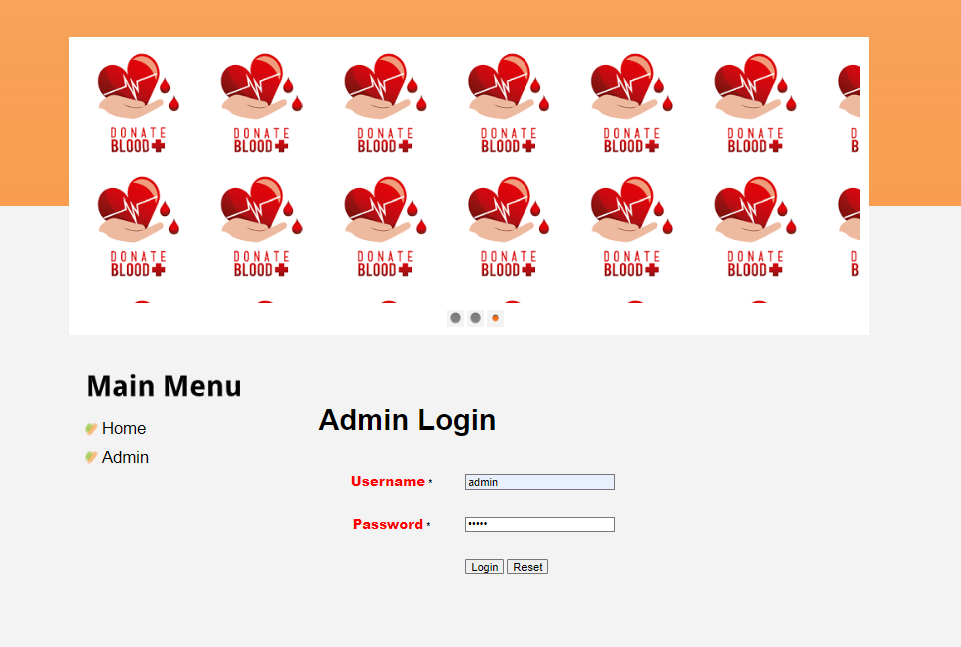 DONATE DONATE DONATE DONATE DONATE DONATE D
BLOOD BLOOD BLOOD BLOOD BLOOD BLOOD B
DONATE DONATE DONATE DONATE DONATE DONATE D
BLOOD BLOOD BLOOD BLOOD BLOOD BLOOD B
Main Menu
Home
Admin
Admin Login
Username * admin
Password * •••••
Login Reset